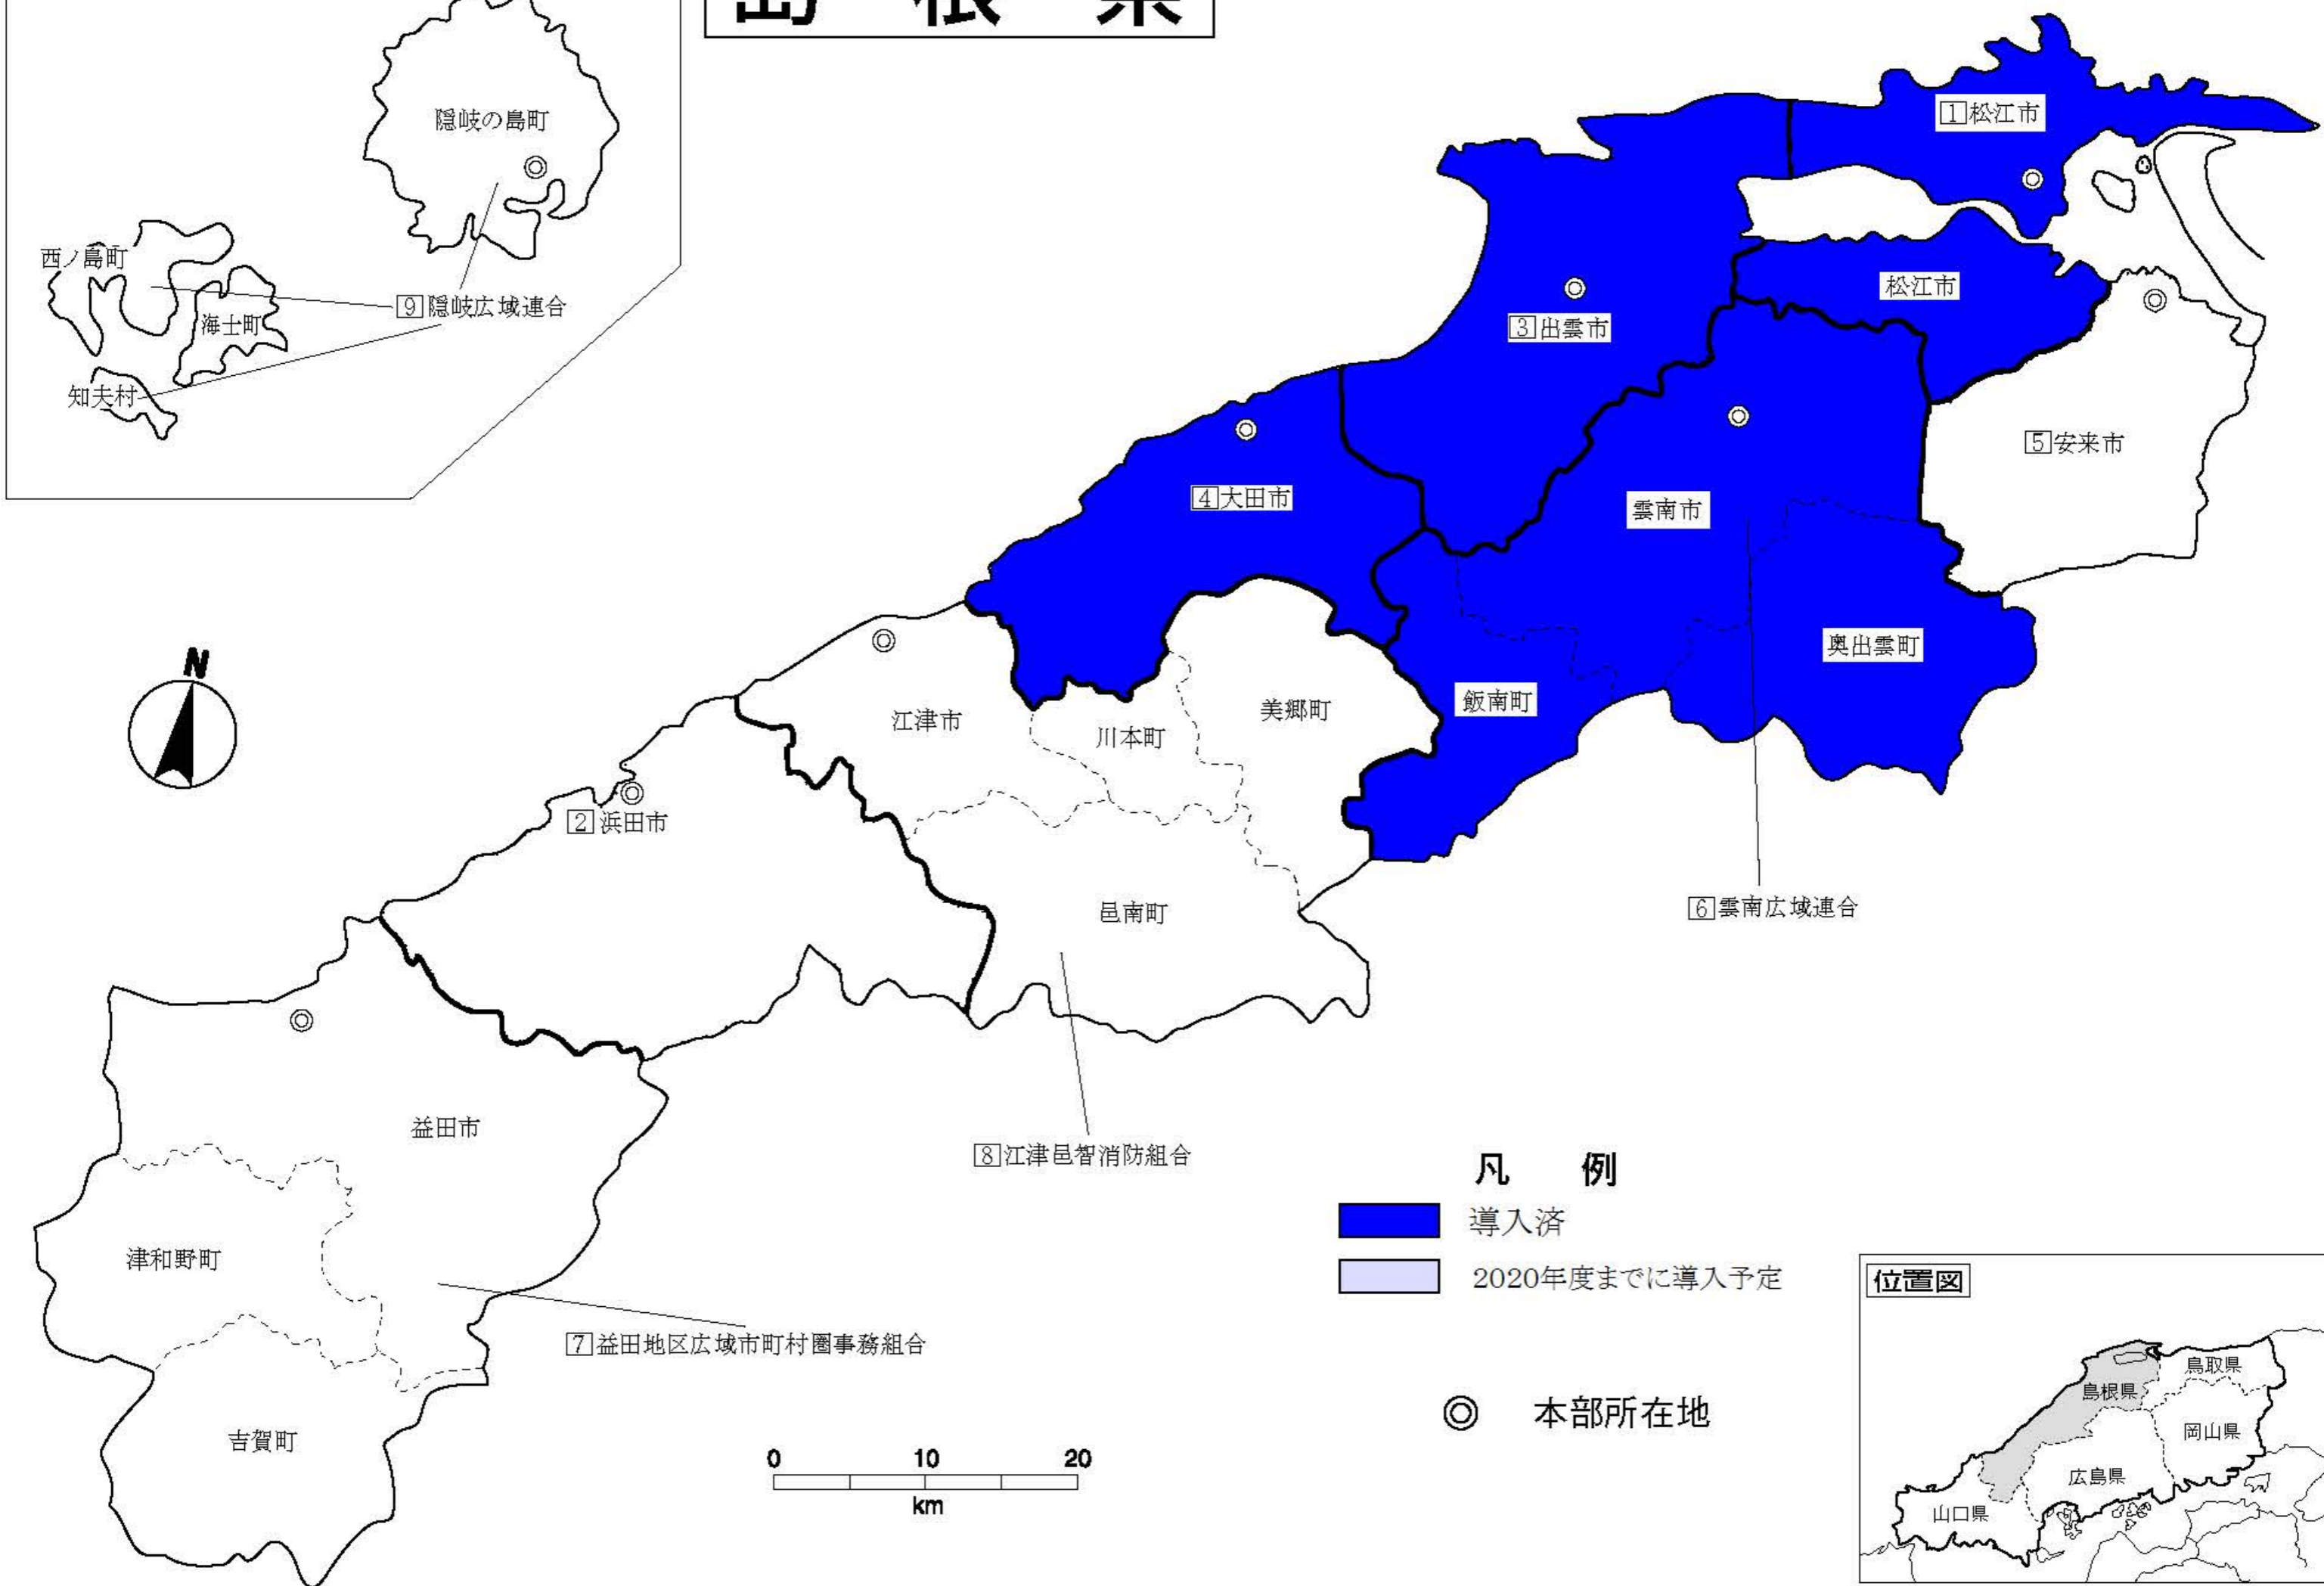 島根県
隠岐の島町
西ノ島町
海士町
知夫村
9 隠岐広域連合
1 松江市
松江市
3 出雲市
5 安来市
4 大田市
雲南市
奥出雲町
飯南町
6 雲南広域連合
N
江津市
川本町
美郷町
2 浜田市
邑南町
8 江津邑智消防組合
益田市
津和野町
7 益田地区広域市町村圏事務組合
吉賀町
0 10 20
km
凡 例
導入済
2020年度までに導入予定
本部所在地
位置図
鳥取県
島根県
岡山県
広島県
山口県